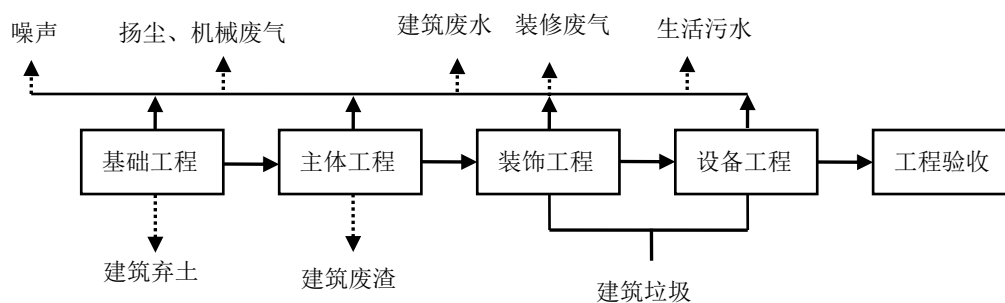 噪声
扬尘、机械废气
建筑废水
装修废气
生活污水
基础工程
主体工程
装饰工程
设备工程
工程验收
建筑弃土
建筑废渣
建筑垃圾